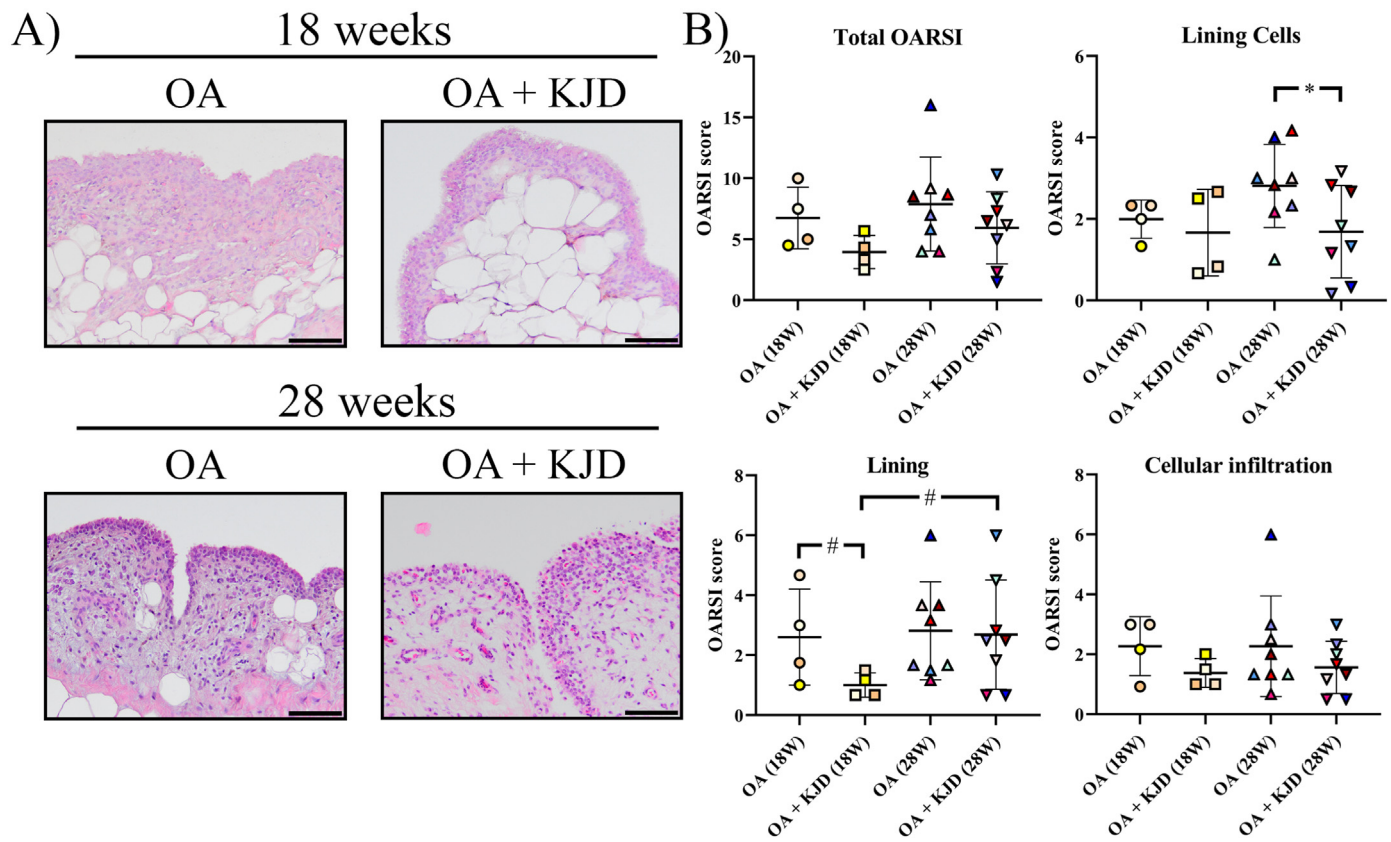 A)
18 weeks
OA
OA + KJD
28 weeks
OA
OA + KJD
B)
Total OARSI
OARSI score
20
15
10
5
0
OA (18W)
OA + KJD (18W)
OA (28W)
OA + KJD (28W)
Lining Cells
OARSI score
6
4
2
0
*
OA (18W)
OA + KJD (18W)
OA (28W)
OA + KJD (28W)
Lining
OARSI score
8
6
4
2
0
#
#
OA (18W)
OA + KJD (18W)
OA (28W)
OA + KJD (28W)
Cellular infiltration
OARSI score
8
6
4
2
0
OA (18W)
OA + KJD (18W)
OA (28W)
OA + KJD (28W)